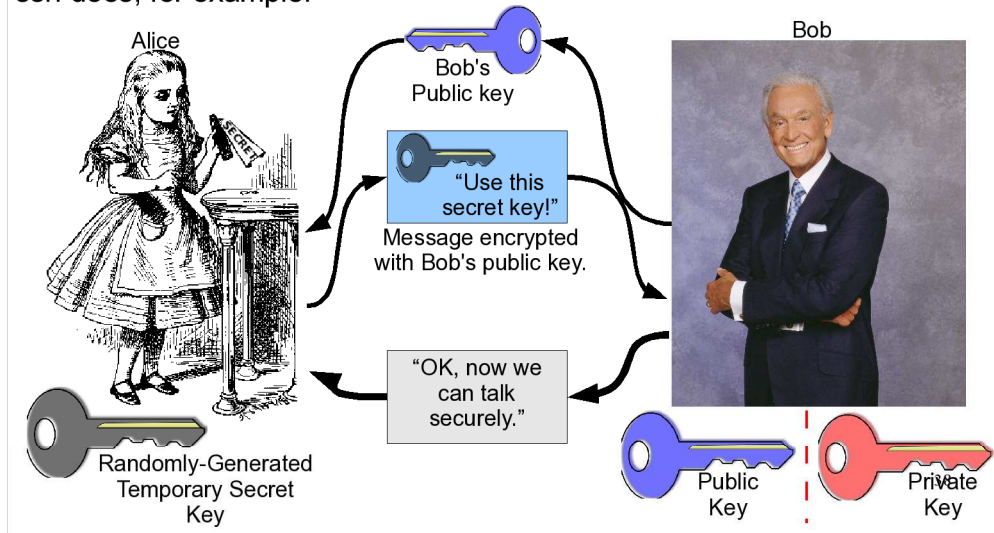 Alice
SECRET
Bob's
Public key
Bob
“Use this
secret key!”
Message encrypted
with Bob's public key.
“OK, now we
can talk
securely.”
Randomly-Generated
Temporary Secret
Key
Public
Key
Private
Key